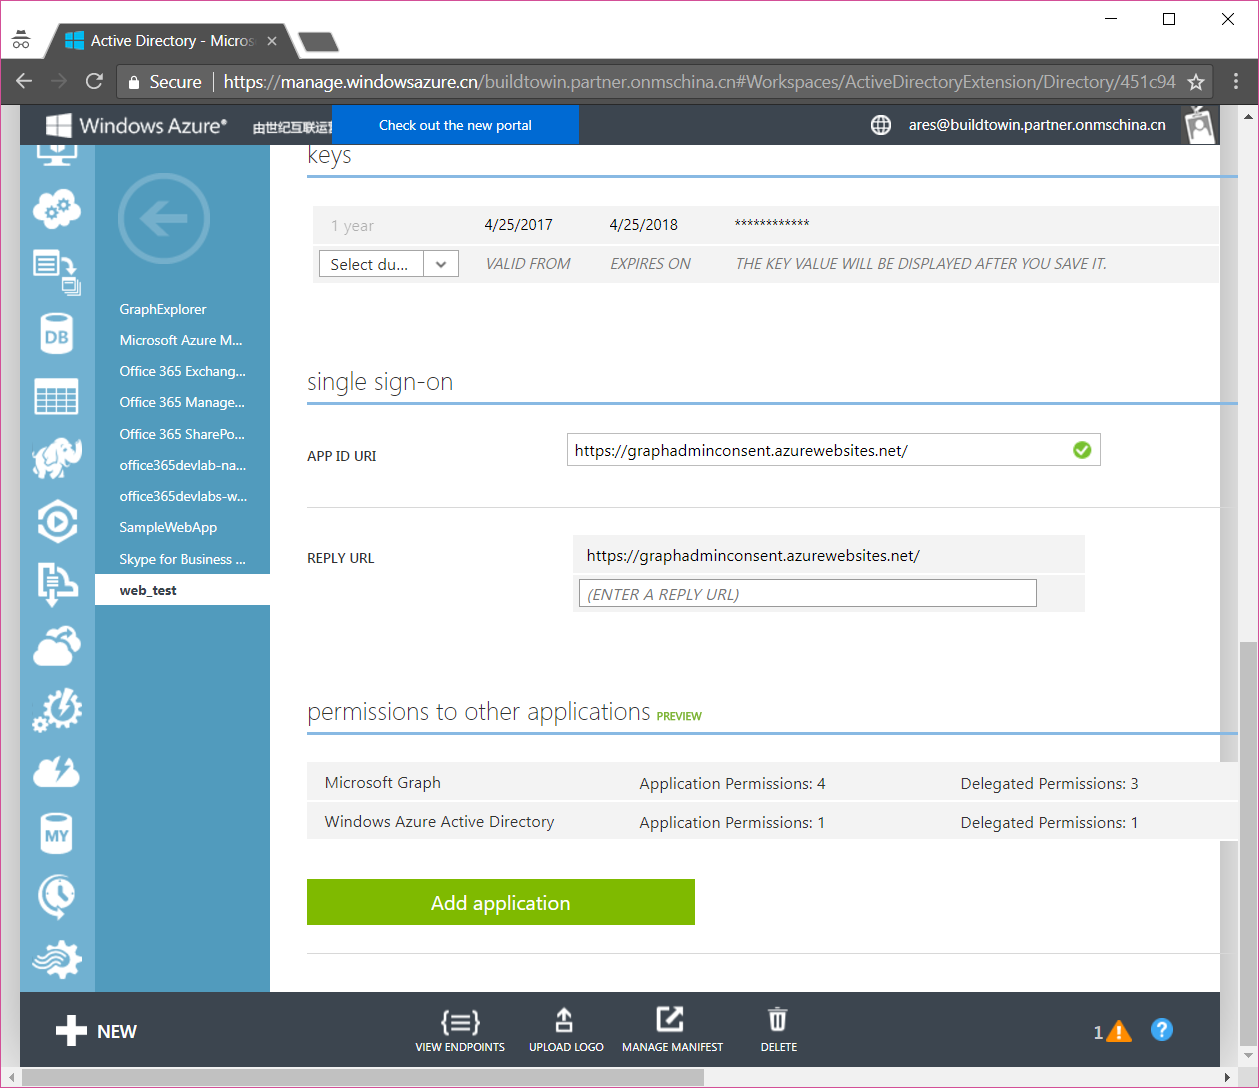 Active Directory - Micros
Secure https://manage.windowsazure.cn/buildtowin.partner.onmschina.cn#Workspaces/ActiveDirectoryExtension/Directory/451c94
Windows Azure® 由世纪互联运营 Check out the new portal ares@buildtowin.partner.onmschina.cn
keys
1 year 4/25/2017 4/25/2018 ************
Select du... VALID FROM EXPIRES ON THE KEY VALUE WILL BE DISPLAYED AFTER YOU SAVE IT.
GraphExplorer
Microsoft Azure M...
Office 365 Exchang...
Office 365 Manage...
Office 365 SharePo...
office365devlab-na...
office365devlabs-w...
SampleWebApp
Skype for Business ...
web_test
DB
MY
single sign-on
APP ID URI https://graphadminconsent.azurewebsites.net/
REPLY URL https://graphadminconsent.azurewebsites.net/
(ENTER A REPLY URL)
permissions to other applications PREVIEW
Microsoft Graph Application Permissions: 4 Delegated Permissions: 3
Windows Azure Active Directory Application Permissions: 1 Delegated Permissions: 1
Add application
NEW VIEW ENDPOINTS UPLOAD LOGO MANAGE MANIFEST DELETE 1